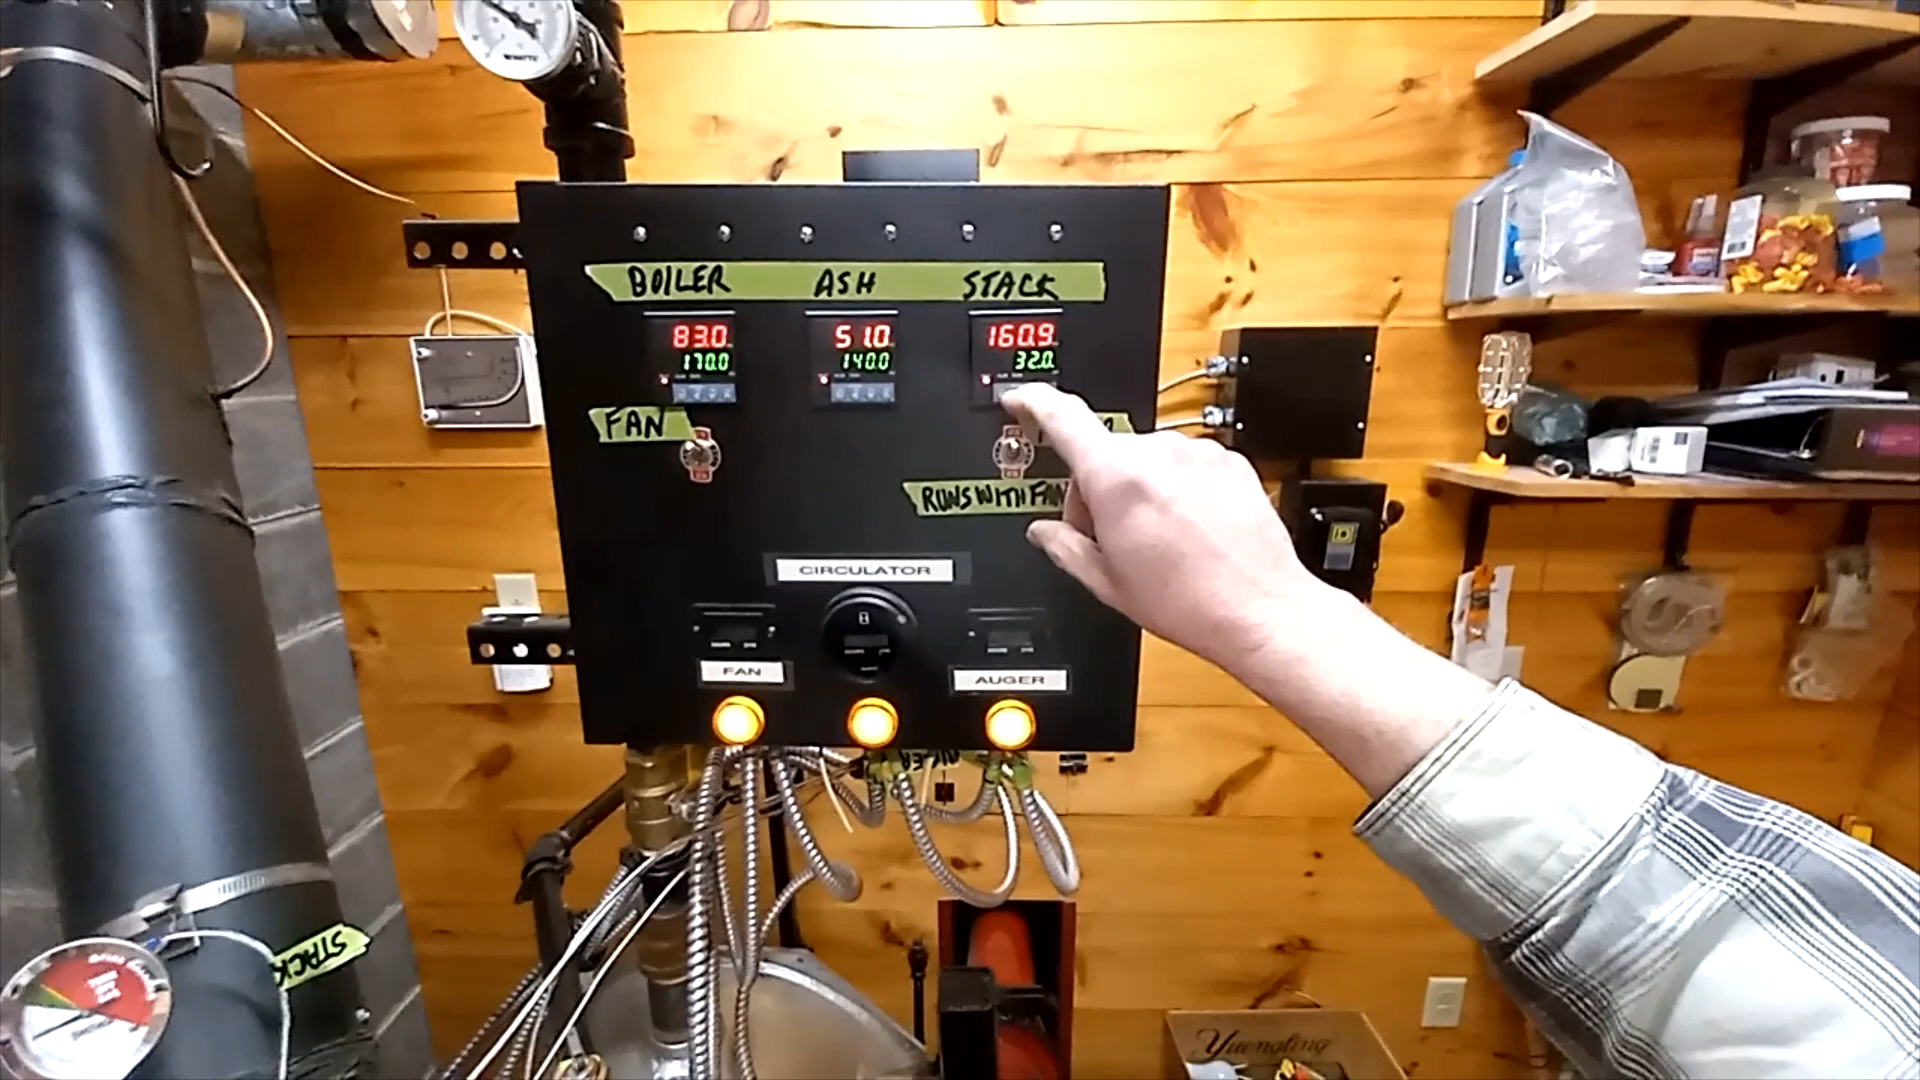 BOILER ASH STACK
83.0 51.0 160.9
170.0 140.0 32.0
FAN
RUNS WITH FAN
CIRCULATOR
FAN
AUGER
STACK
Yuengling